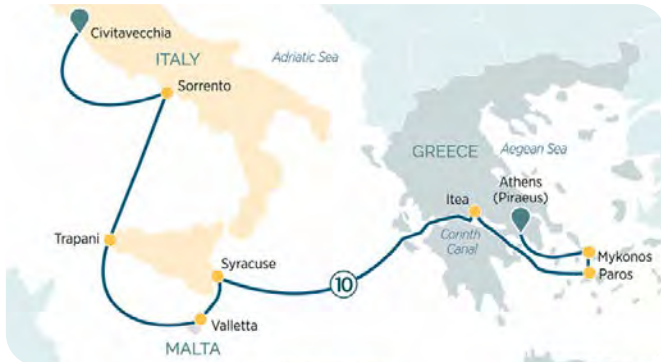 Civitavecchia
ITALY
Adriatic Sea
Sorrento
GREECE
Aegean Sea
Athens
(Piraeus)
Itea
Corinth
Canal
Trapani
Syracuse
Mykonos
Paros
10
Valletta
MALTA